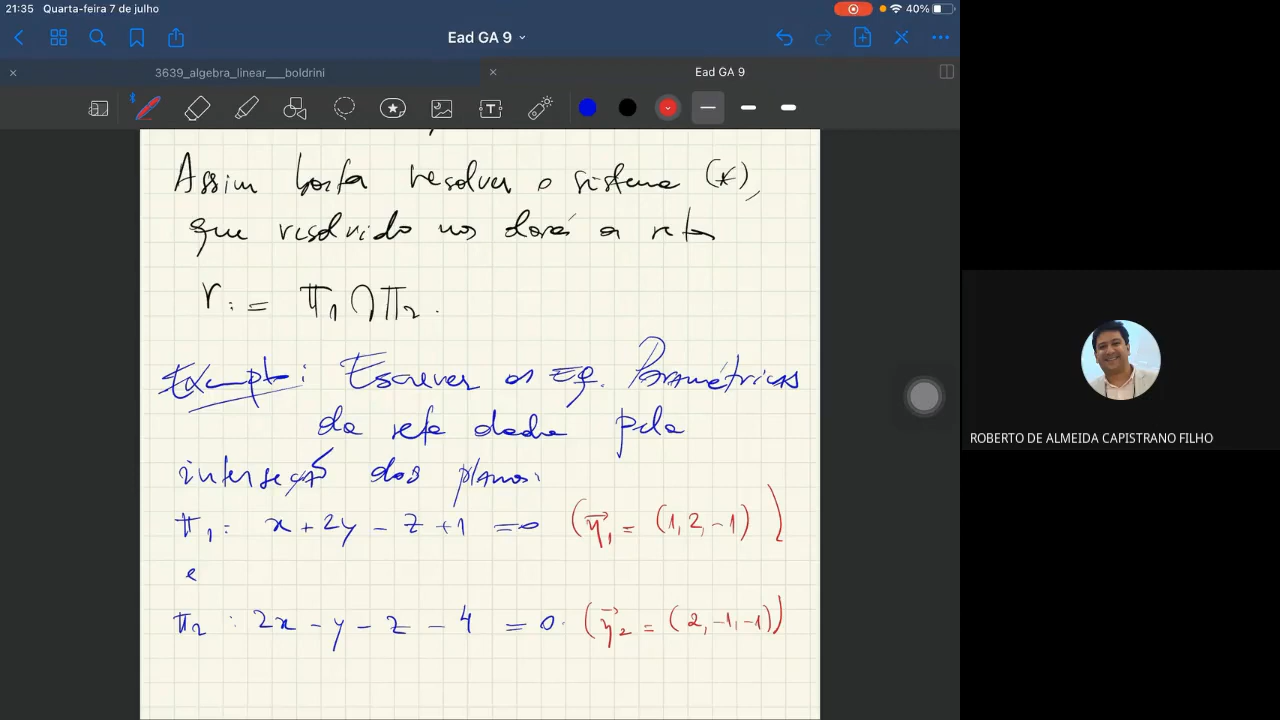 21:35 Quarta-feira 7 de julho
40%
Ead GA 9
3639_algebra_linear___boldrini
Ead GA 9
Assim basta resolver o sistema (*),
que resolvido nos dará a reta
r := π₁ ∩ π₂.
Exemplo: Escrever as Eq. Paramétricas
da reta dada pela
interseção dos planos:
π₁: x + 2y - z + 1 = 0 (η⃗₁ = (1, 2, -1))
e
π₂: 2x - y - z - 4 = 0. (η⃗₂ = (2, -1, -1))
ROBERTO DE ALMEIDA CAPISTRANO FILHO